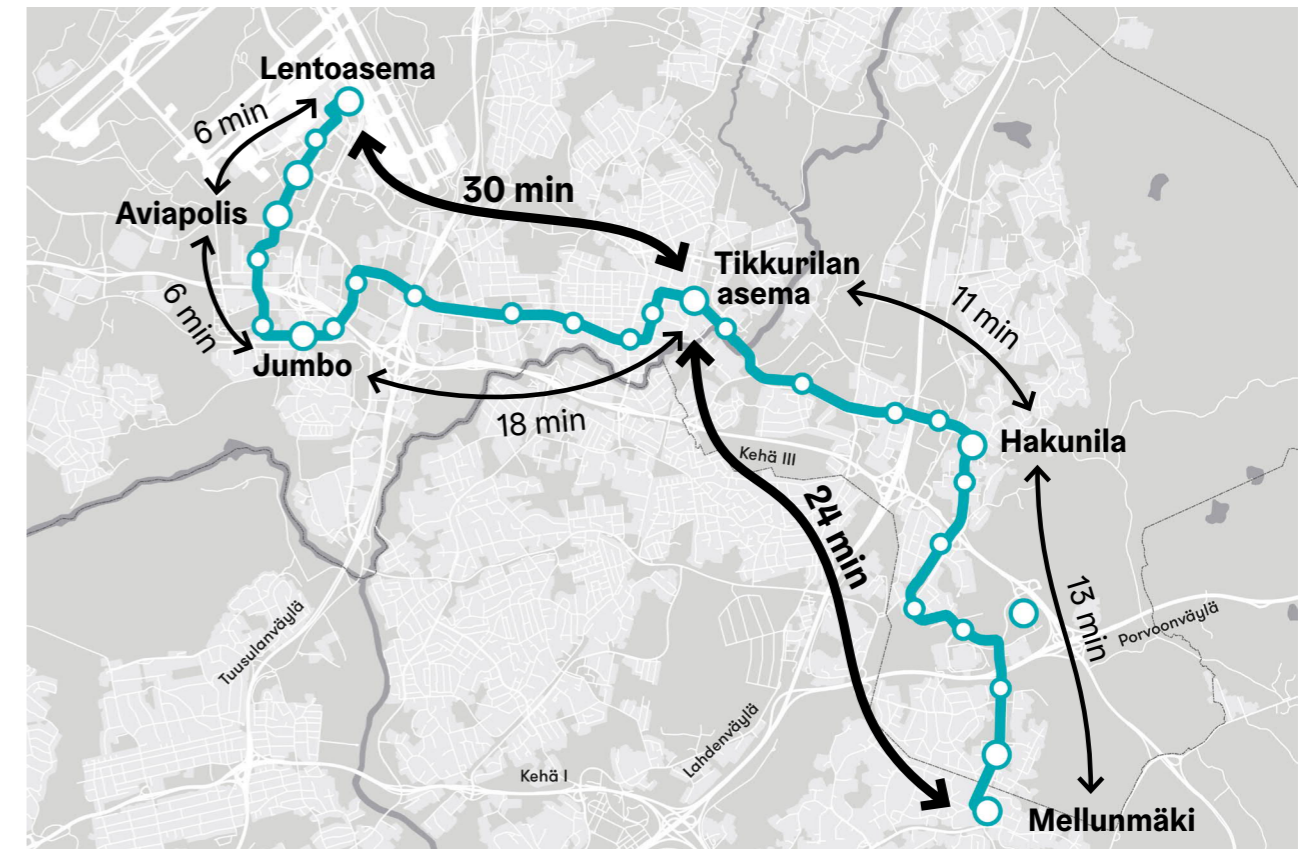 Lentoasema
6 min
30 min
Aviapolis
6 min
Tikkurilan
asema
11 min
Jumbo
18 min
Hakunila
Kehä III
24 min
13 min
Porvoonväylä
Tuusulanväylä
Lahdenväylä
Kehä I
Mellunmäki